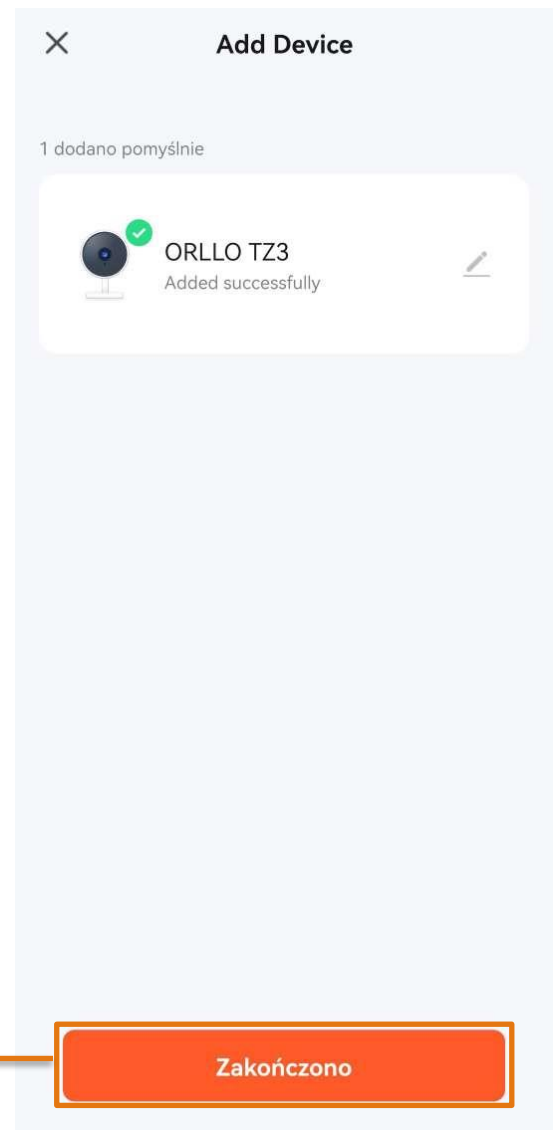 Add Device
1 dodano pomyślnie
ORLLO TZ3
Added successfully
Zakończono